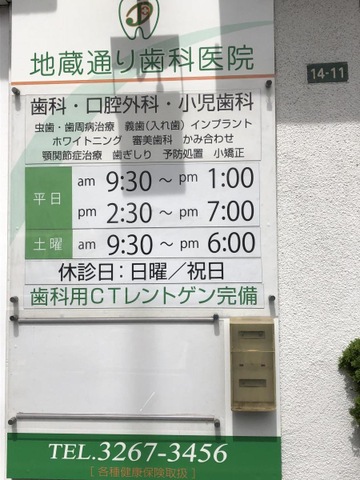 地蔵通り歯科医院
14-11
歯科・口腔外科・小児歯科
虫歯・歯周病治療 義歯(入れ歯) インプラント
ホワイトニング 審美歯科 かみ合わせ
顎関節症治療 歯ぎしり 予防処置 小矯正
平日 am 9:30～pm 1:00
pm 2:30～pm 7:00
土曜 am 9:30～pm 6:00
休診日：日曜／祝日
歯科用CTレントゲン完備
TEL.3267-3456
[各種健康保険取扱]